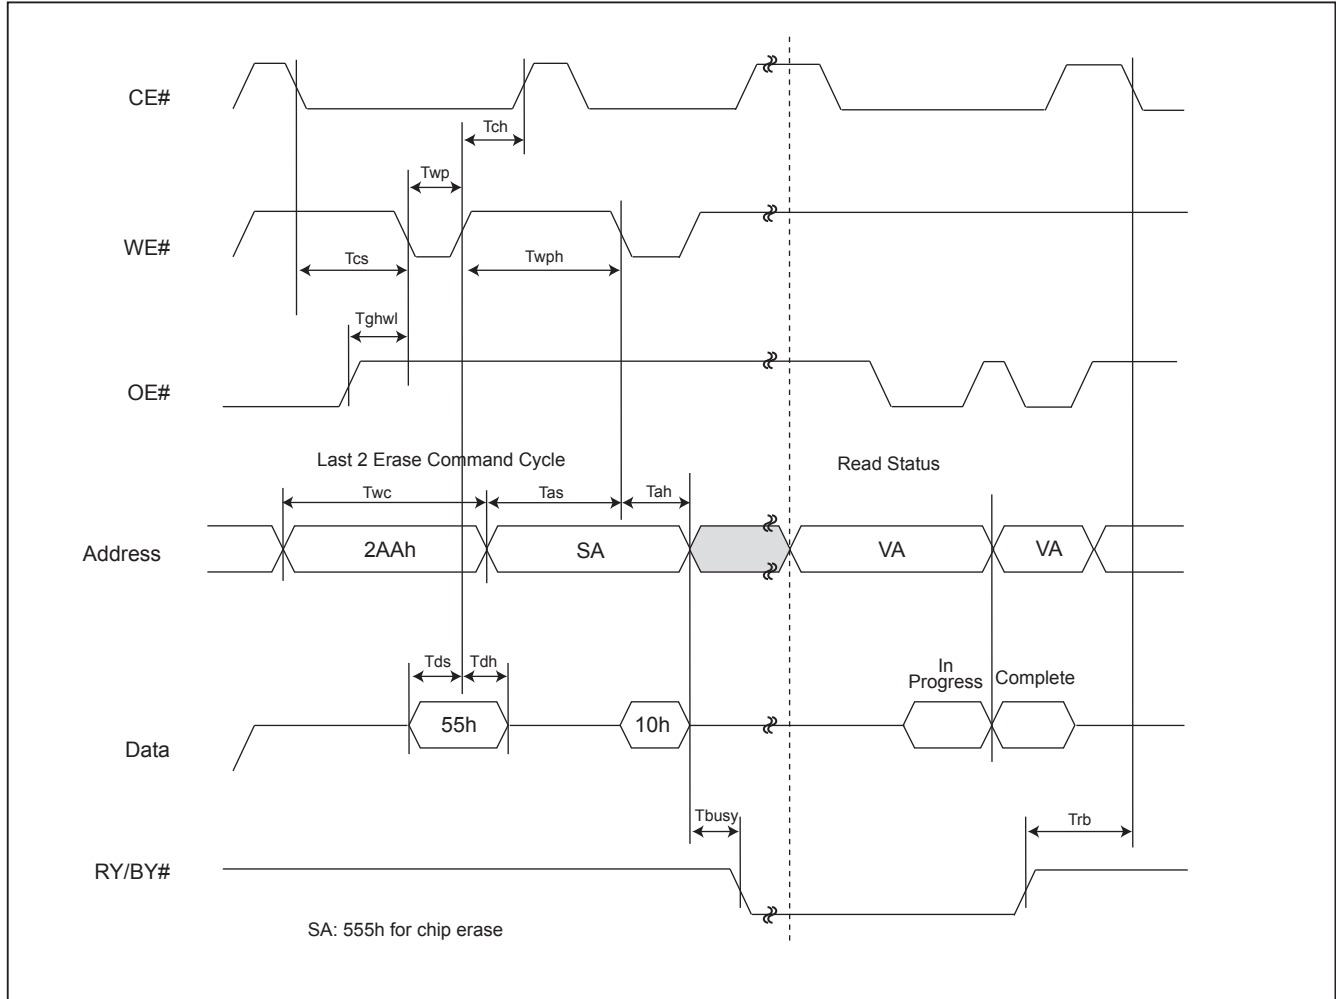 CE#
Tch
Twp
WE#
Tcs
Twph
Tghwl
OE#
Last 2 Erase Command Cycle
Read Status
Twc
Tas
Tah
Address
2AAh
SA
VA
VA
Tds
Tdh
In
Progress
Complete
Data
55h
10h
Tbusy
Trb
RY/BY#
SA: 555h for chip erase